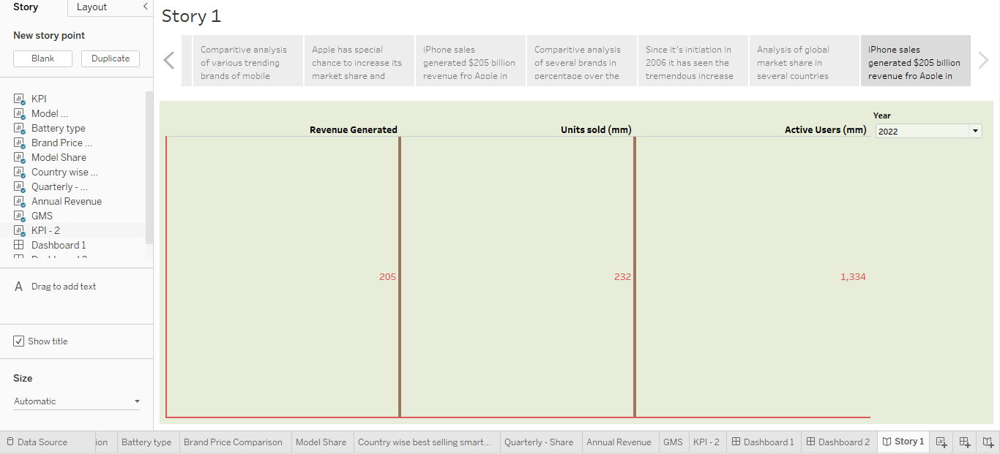 Story
Layout
New story point
Blank
Duplicate
KPI
Model ...
Battery type
Brand Price ...
Model Share
Country wise ...
Quarterly - ...
Annual Revenue
GMS
KPI - 2
Dashboard 1
A Drag to add text
Show title
Size
Automatic
Story 1
Comparitive analysis
of various trending
brands of mobile
Apple has special
chance to increase its
market share and
iPhone sales
generated $205 billion
revenue fro Apple in
Comparitive analysis
of several brands in
percentage over the
Since it's initiation in
2006 it has seen the
tremendous increase
Analysis of global
market share in
several countries
iPhone sales
generated $205 billion
revenue fro Apple in
Revenue Generated
Units sold (mm)
Active Users (mm)
Year
2022
205
232
1,334
Data Source
ion
Battery type
Brand Price Comparison
Model Share
Country wise best selling smart...
Quarterly - Share
Annual Revenue
GMS
KPI - 2
Dashboard 1
Dashboard 2
Story 1